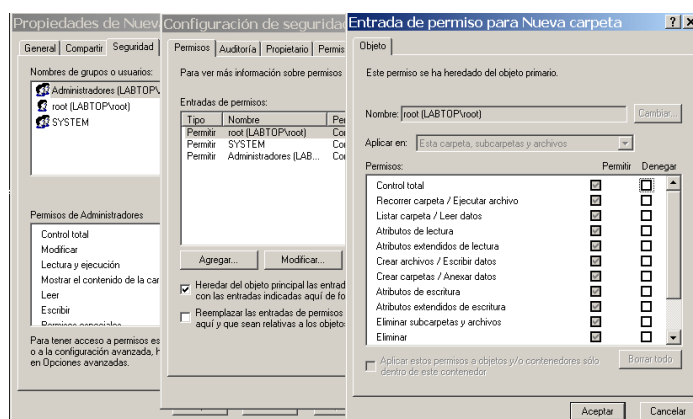 Propiedades de Nueva
General Compartir Seguridad
Nombres de grupos o usuarios:
Administradores (LABTOP\
root (LABTOP\root)
SYSTEM
Permisos de Administradores
Control total
Modificar
Lectura y ejecución
Mostrar el contenido de la car
Leer
Escribir
Permisos especiales
Para tener acceso a permisos es
o a la configuración avanzada, h
en Opciones avanzadas.
Configuración de seguridad
Permisos Auditoría Propietario Permis
Para ver más información sobre permisos
Entradas de permisos:
Tipo Nombre Per
Permitir root (LABTOP\root) Cor
Permitir SYSTEM Cor
Permitir Administradores (LAB... Cor
Agregar... Modificar...
Heredar del objeto principal las entrad
con las entradas indicadas aquí de fo
Reemplazar las entradas de permisos
aquí y que sean relativas a los objetos
Entrada de permiso para Nueva carpeta
Objeto
Este permiso se ha heredado del objeto primario.
Nombre: root (LABTOP\root) Cambiar...
Aplicar en: Esta carpeta, subcarpetas y archivos
Permisos: Permitir Denegar
Control total
Recorrer carpeta / Ejecutar archivo
Listar carpeta / Leer datos
Atributos de lectura
Atributos extendidos de lectura
Crear archivos / Escribir datos
Crear carpetas / Anexar datos
Atributos de escritura
Atributos extendidos de escritura
Eliminar subcarpetas y archivos
Eliminar
Aplicar estos permisos a objetos y/o contenedores sólo
dentro de este contenedor
Borrar todo
Aceptar Cancelar